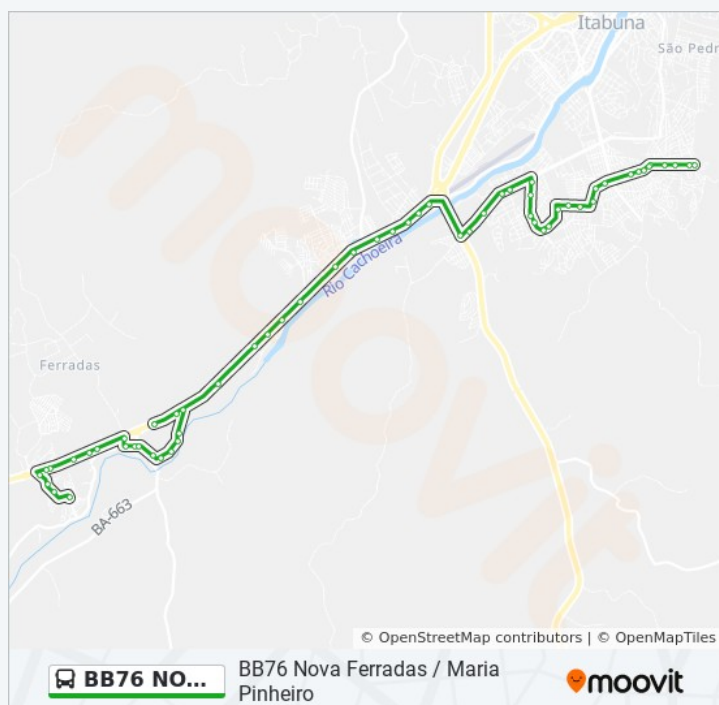 Itabuna
São Pedr
Rio Cachoeira
Ferradas
BA-663
moovit
© OpenStreetMap contributors | © OpenMapTiles
BB76 NO...
BB76 Nova Ferradas / Maria
Pinheiro
moovit